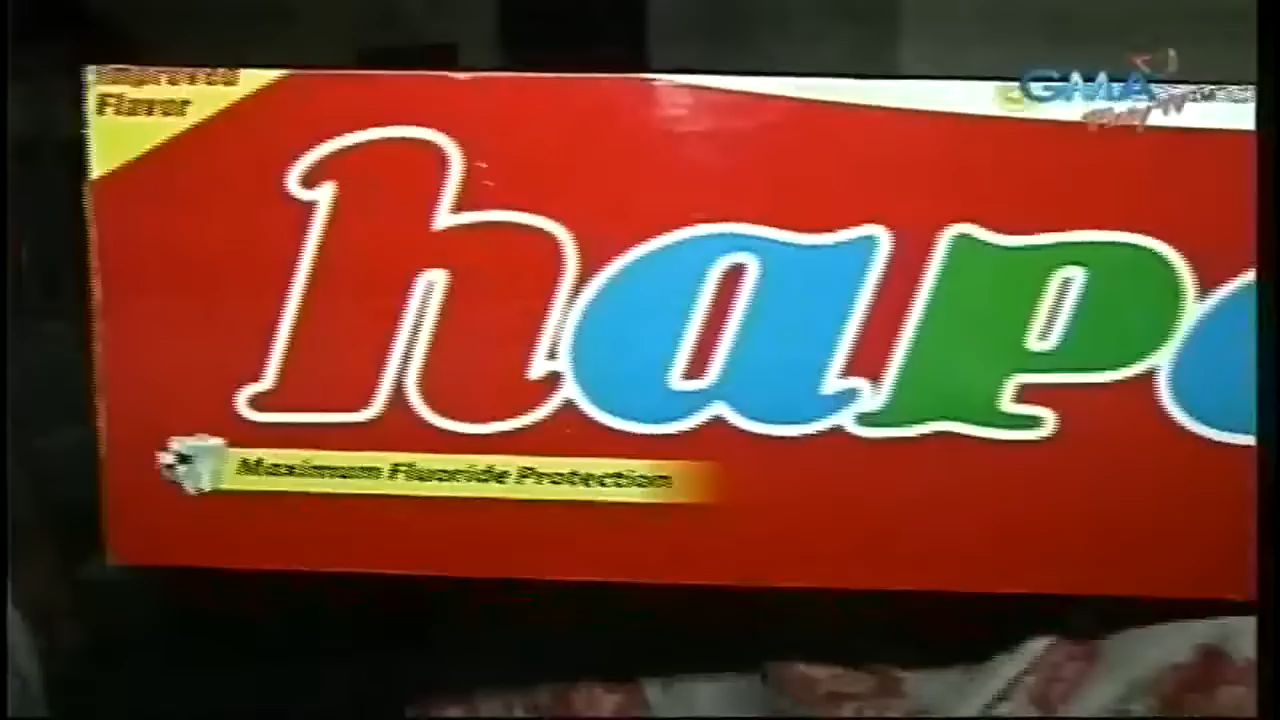 Improved
Flavor
GMA
hap
Maximum Fluoride Protection